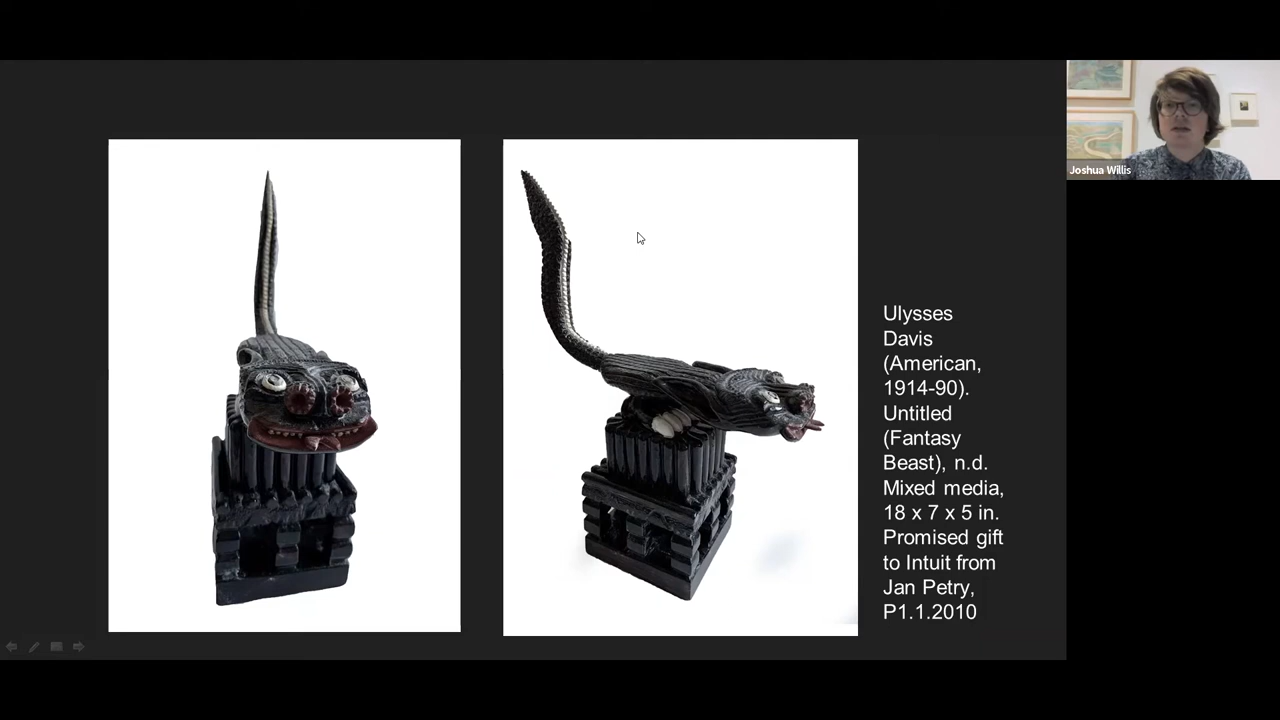 Joshua Willis
Ulysses
Davis
(American,
1914-90).
Untitled
(Fantasy
Beast), n.d.
Mixed media,
18 x 7 x 5 in.
Promised gift
to Intuit from
Jan Petry,
P1.1.2010